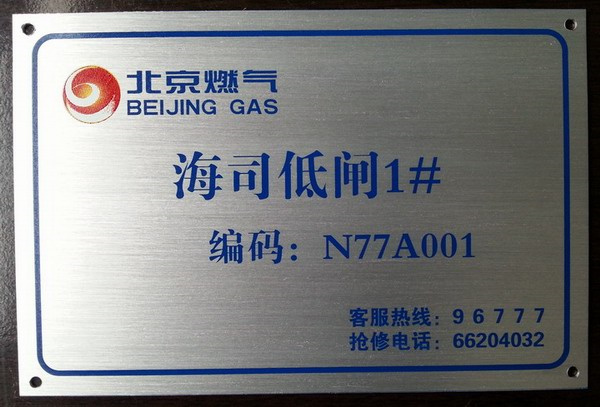 北京燃气
BEIJING GAS
海司低闸1#
编码：N77A001
客服热线：96777
抢修电话：66204032